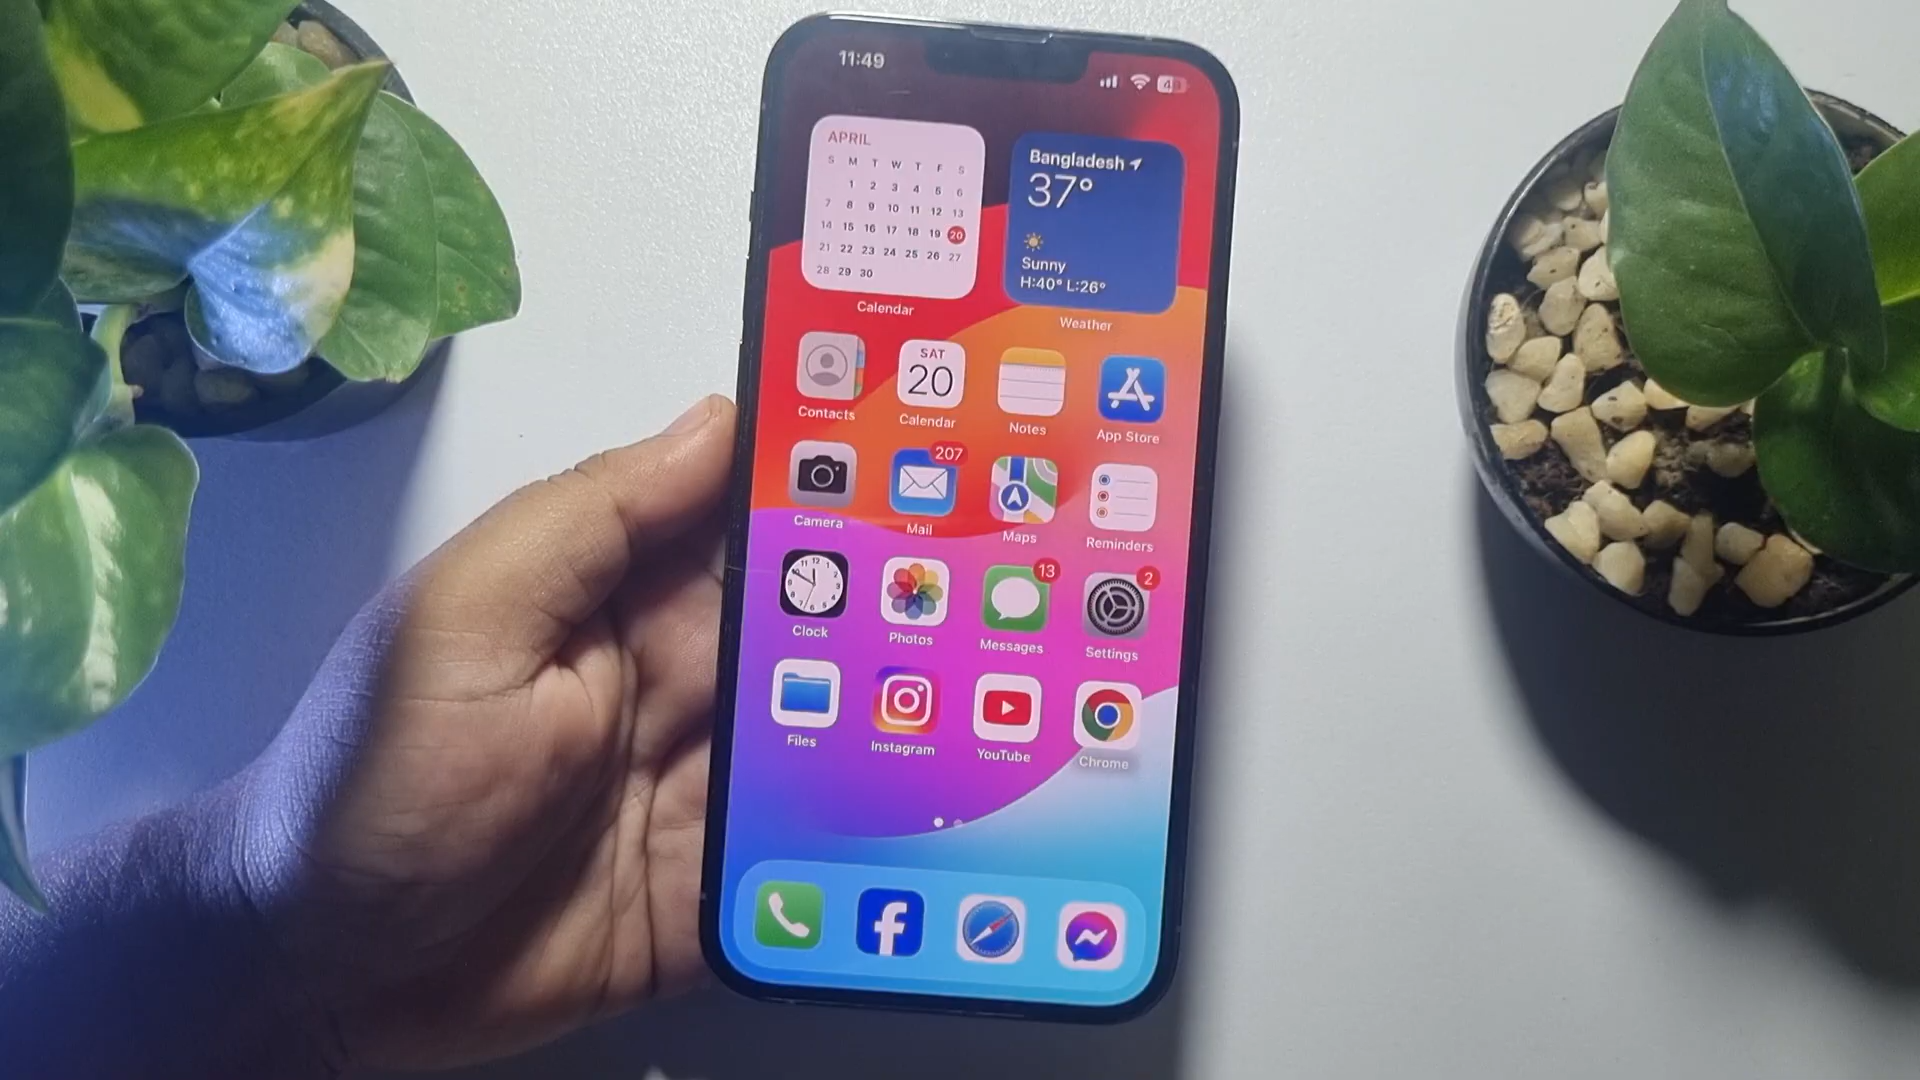 11:49
APRIL
S M T W T F S
1 2 3 4 5 6
7 8 9 10 11 12 13
14 15 16 17 18 19 20
21 22 23 24 25 26 27
28 29 30
Calendar
Bangladesh
37°
Sunny
H:40° L:26°
Weather
SAT
20
Contacts Calendar Notes App Store
207
Camera Mail Maps Reminders
13 2
Clock Photos Messages Settings
Files Instagram YouTube Chrome